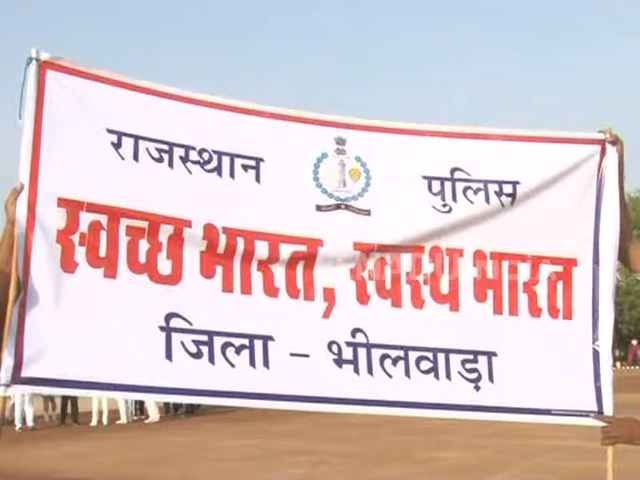 राजस्थान पुलिस
स्वच्छ भारत, स्वस्थ भारत
जिला - भीलवाड़ा